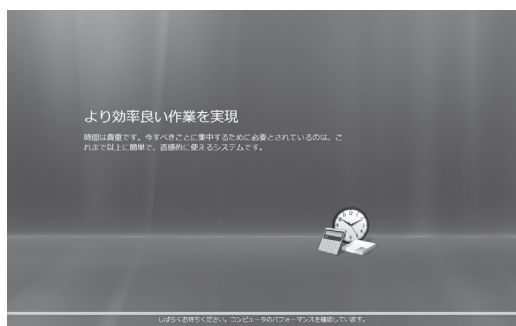 より効率良い作業を実現
時間は貴重です。今すべきことに集中するために必要とされているのは、こ
れまで以上に簡単で、直感的に使えるシステムです。
しばらくお待ちください。コンピュータのパフォーマンスを確認しています。